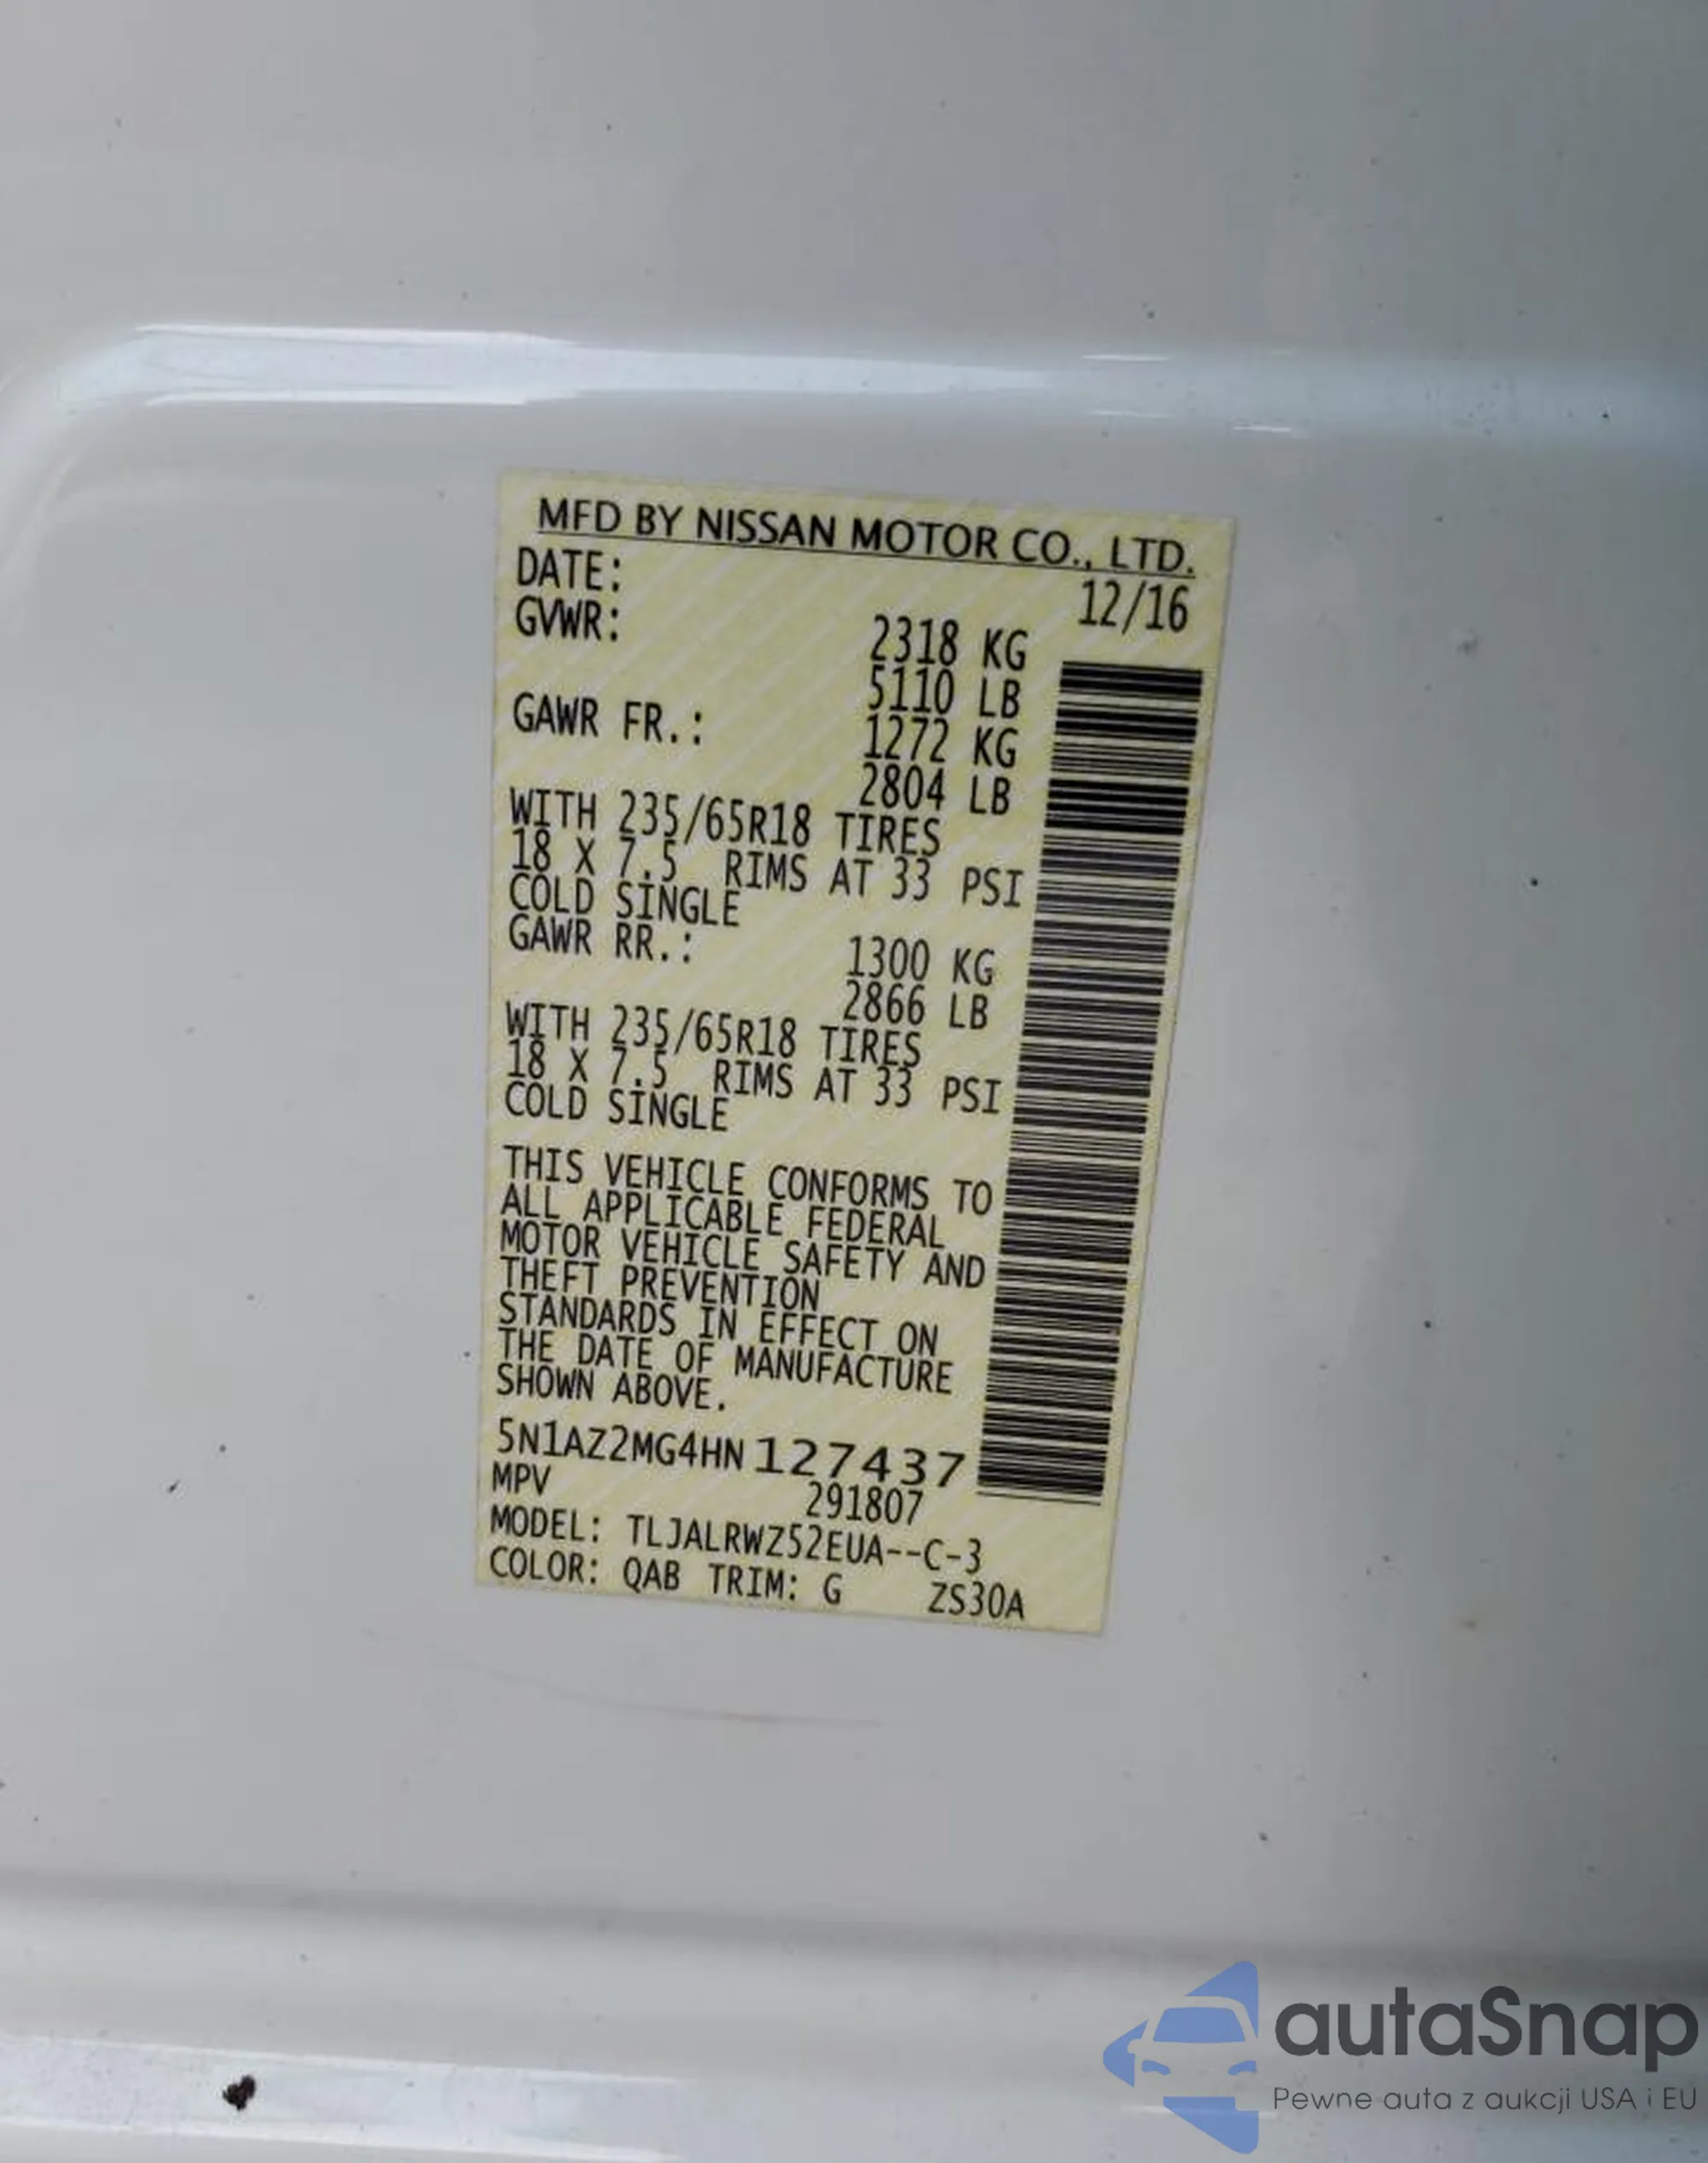 MFD BY NISSAN MOTOR CO., LTD.
DATE: 12/16
GVWR: 2318 KG
5110 LB
GAWR FR.: 1272 KG
2804 LB
WITH 235/65R18 TIRES
18 X 7.5 RIMS AT 33 PSI
COLD SINGLE
GAWR RR.: 1300 KG
2866 LB
WITH 235/65R18 TIRES
18 X 7.5 RIMS AT 33 PSI
COLD SINGLE
THIS VEHICLE CONFORMS TO
ALL APPLICABLE FEDERAL
MOTOR VEHICLE SAFETY AND
THEFT PREVENTION
STANDARDS IN EFFECT ON
THE DATE OF MANUFACTURE
SHOWN ABOVE.
5N1AZ2MG4HN127437
MPV 291807
MODEL: TLJALRWZ52EUA--C-3
COLOR: QAB TRIM: G ZS30A
autaSnap
Pewne auta z aukcji USA i EU